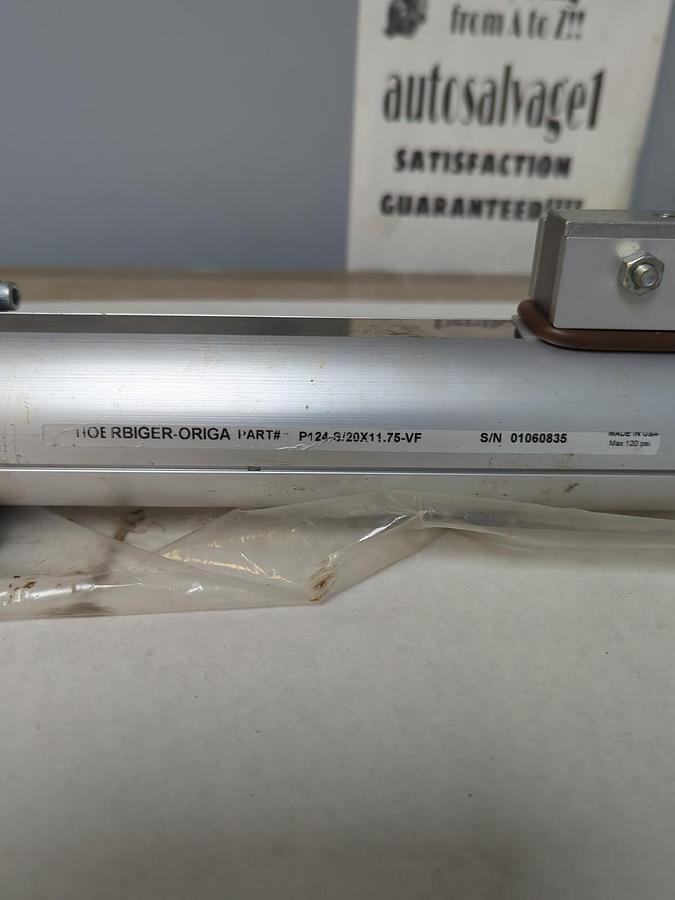 from A to Z!!
autosalvage1
SATISFACTION
GUARANTEED!!!!
HOERBIGER-ORIGA PART# P124-S/20X11.75-VF S/N 01060835
MADE IN USA
Max 120 psi